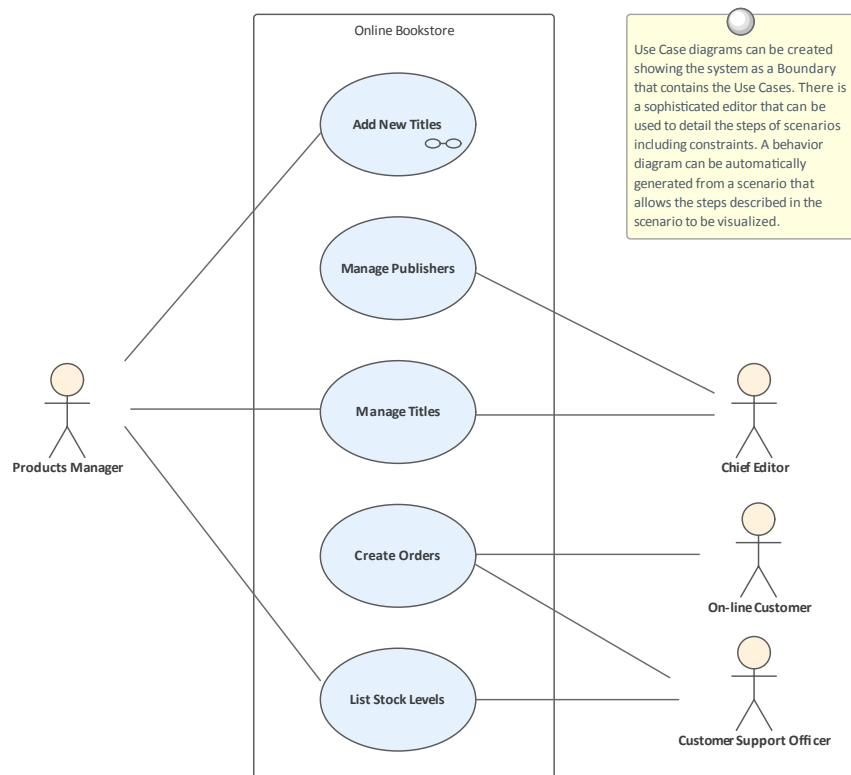 Online Bookstore
Use Case diagrams can be created
showing the system as a Boundary
that contains the Use Cases. There is
a sophisticated editor that can be
used to detail the steps of scenarios
including constraints. A behavior
diagram can be automatically
generated from a scenario that
allows the steps described in the
scenario to be visualized.
Add New Titles
Manage Publishers
Manage Titles
Products Manager
Chief Editor
Create Orders
On-line Customer
List Stock Levels
Customer Support Officer